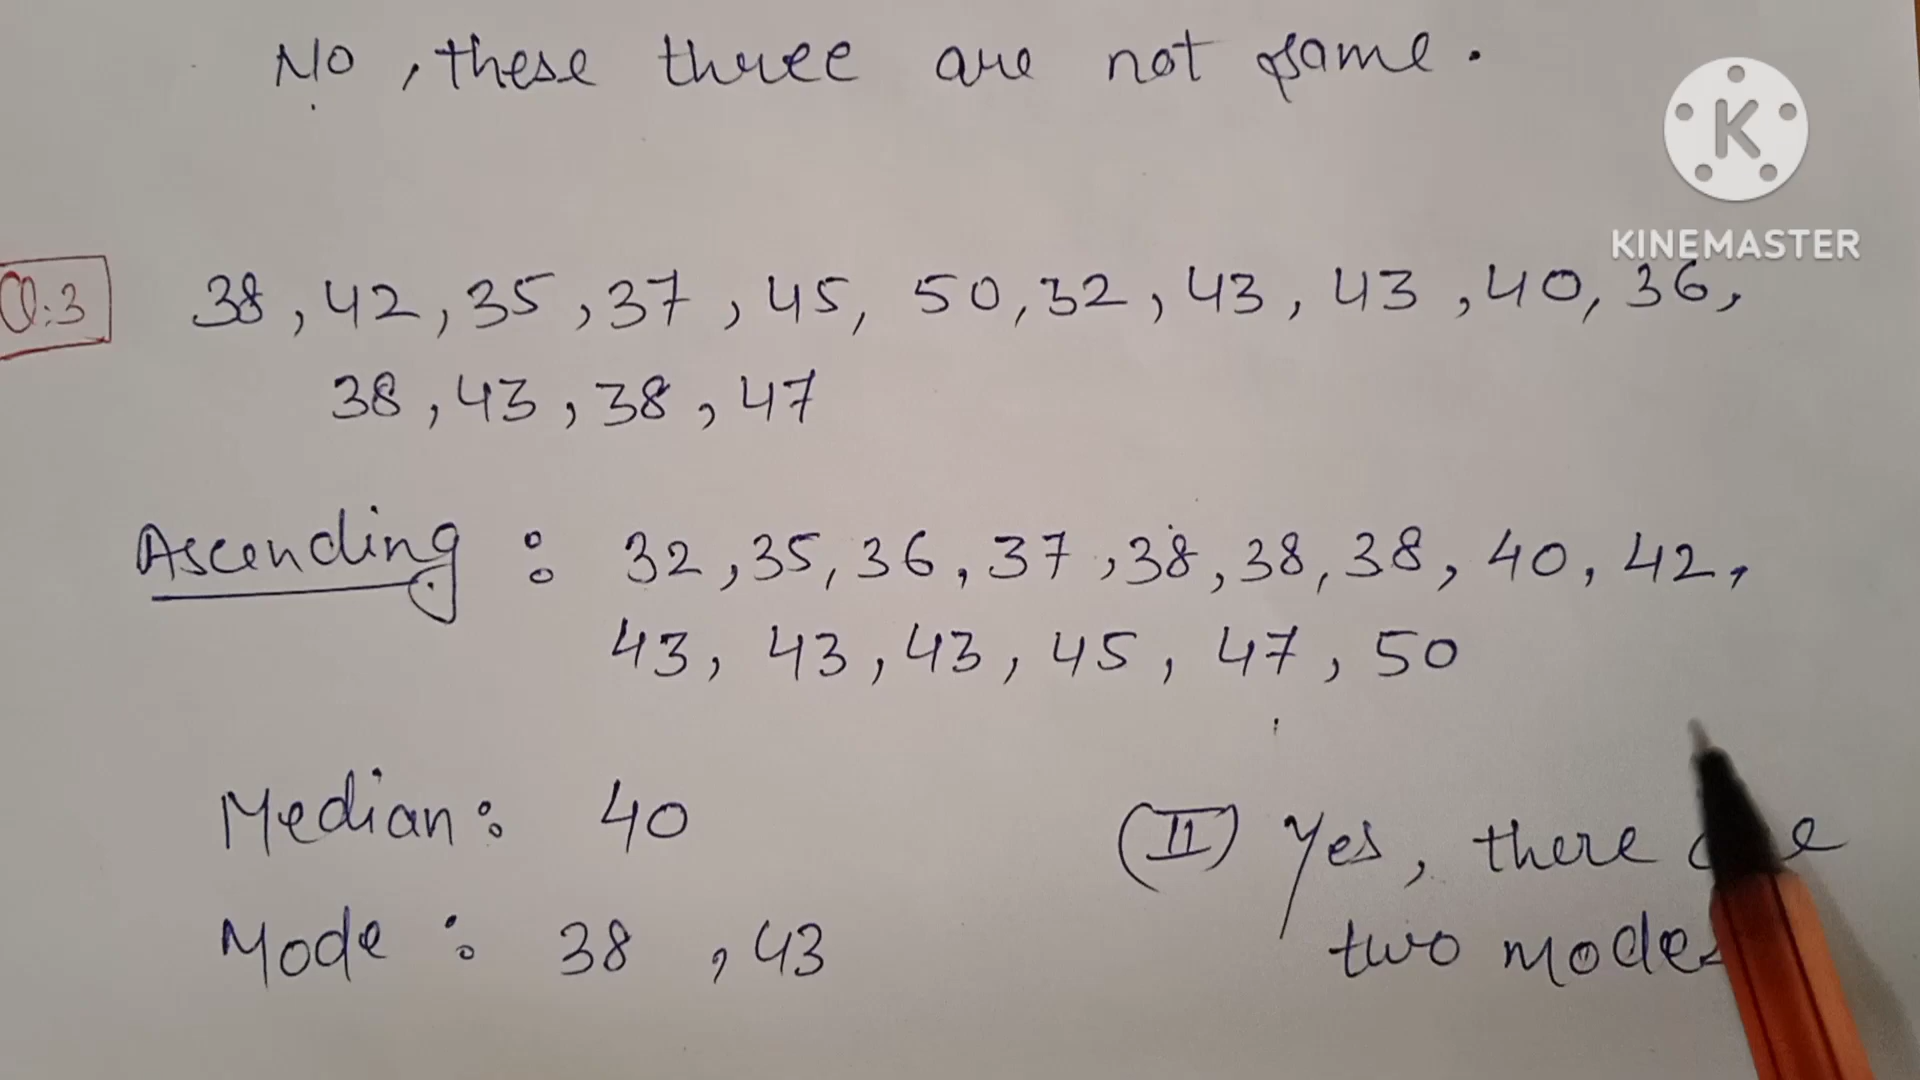 No, these three are not same.
K
KINEMASTER
Q.3 38, 42, 35, 37, 45, 50, 32, 43, 43, 40, 36,
38, 43, 38, 47
Ascending : 32, 35, 36, 37, 38, 38, 38, 40, 42,
43, 43, 43, 45, 47, 50
Median: 40
(II) Yes, there
Mode : 38, 43
two modes